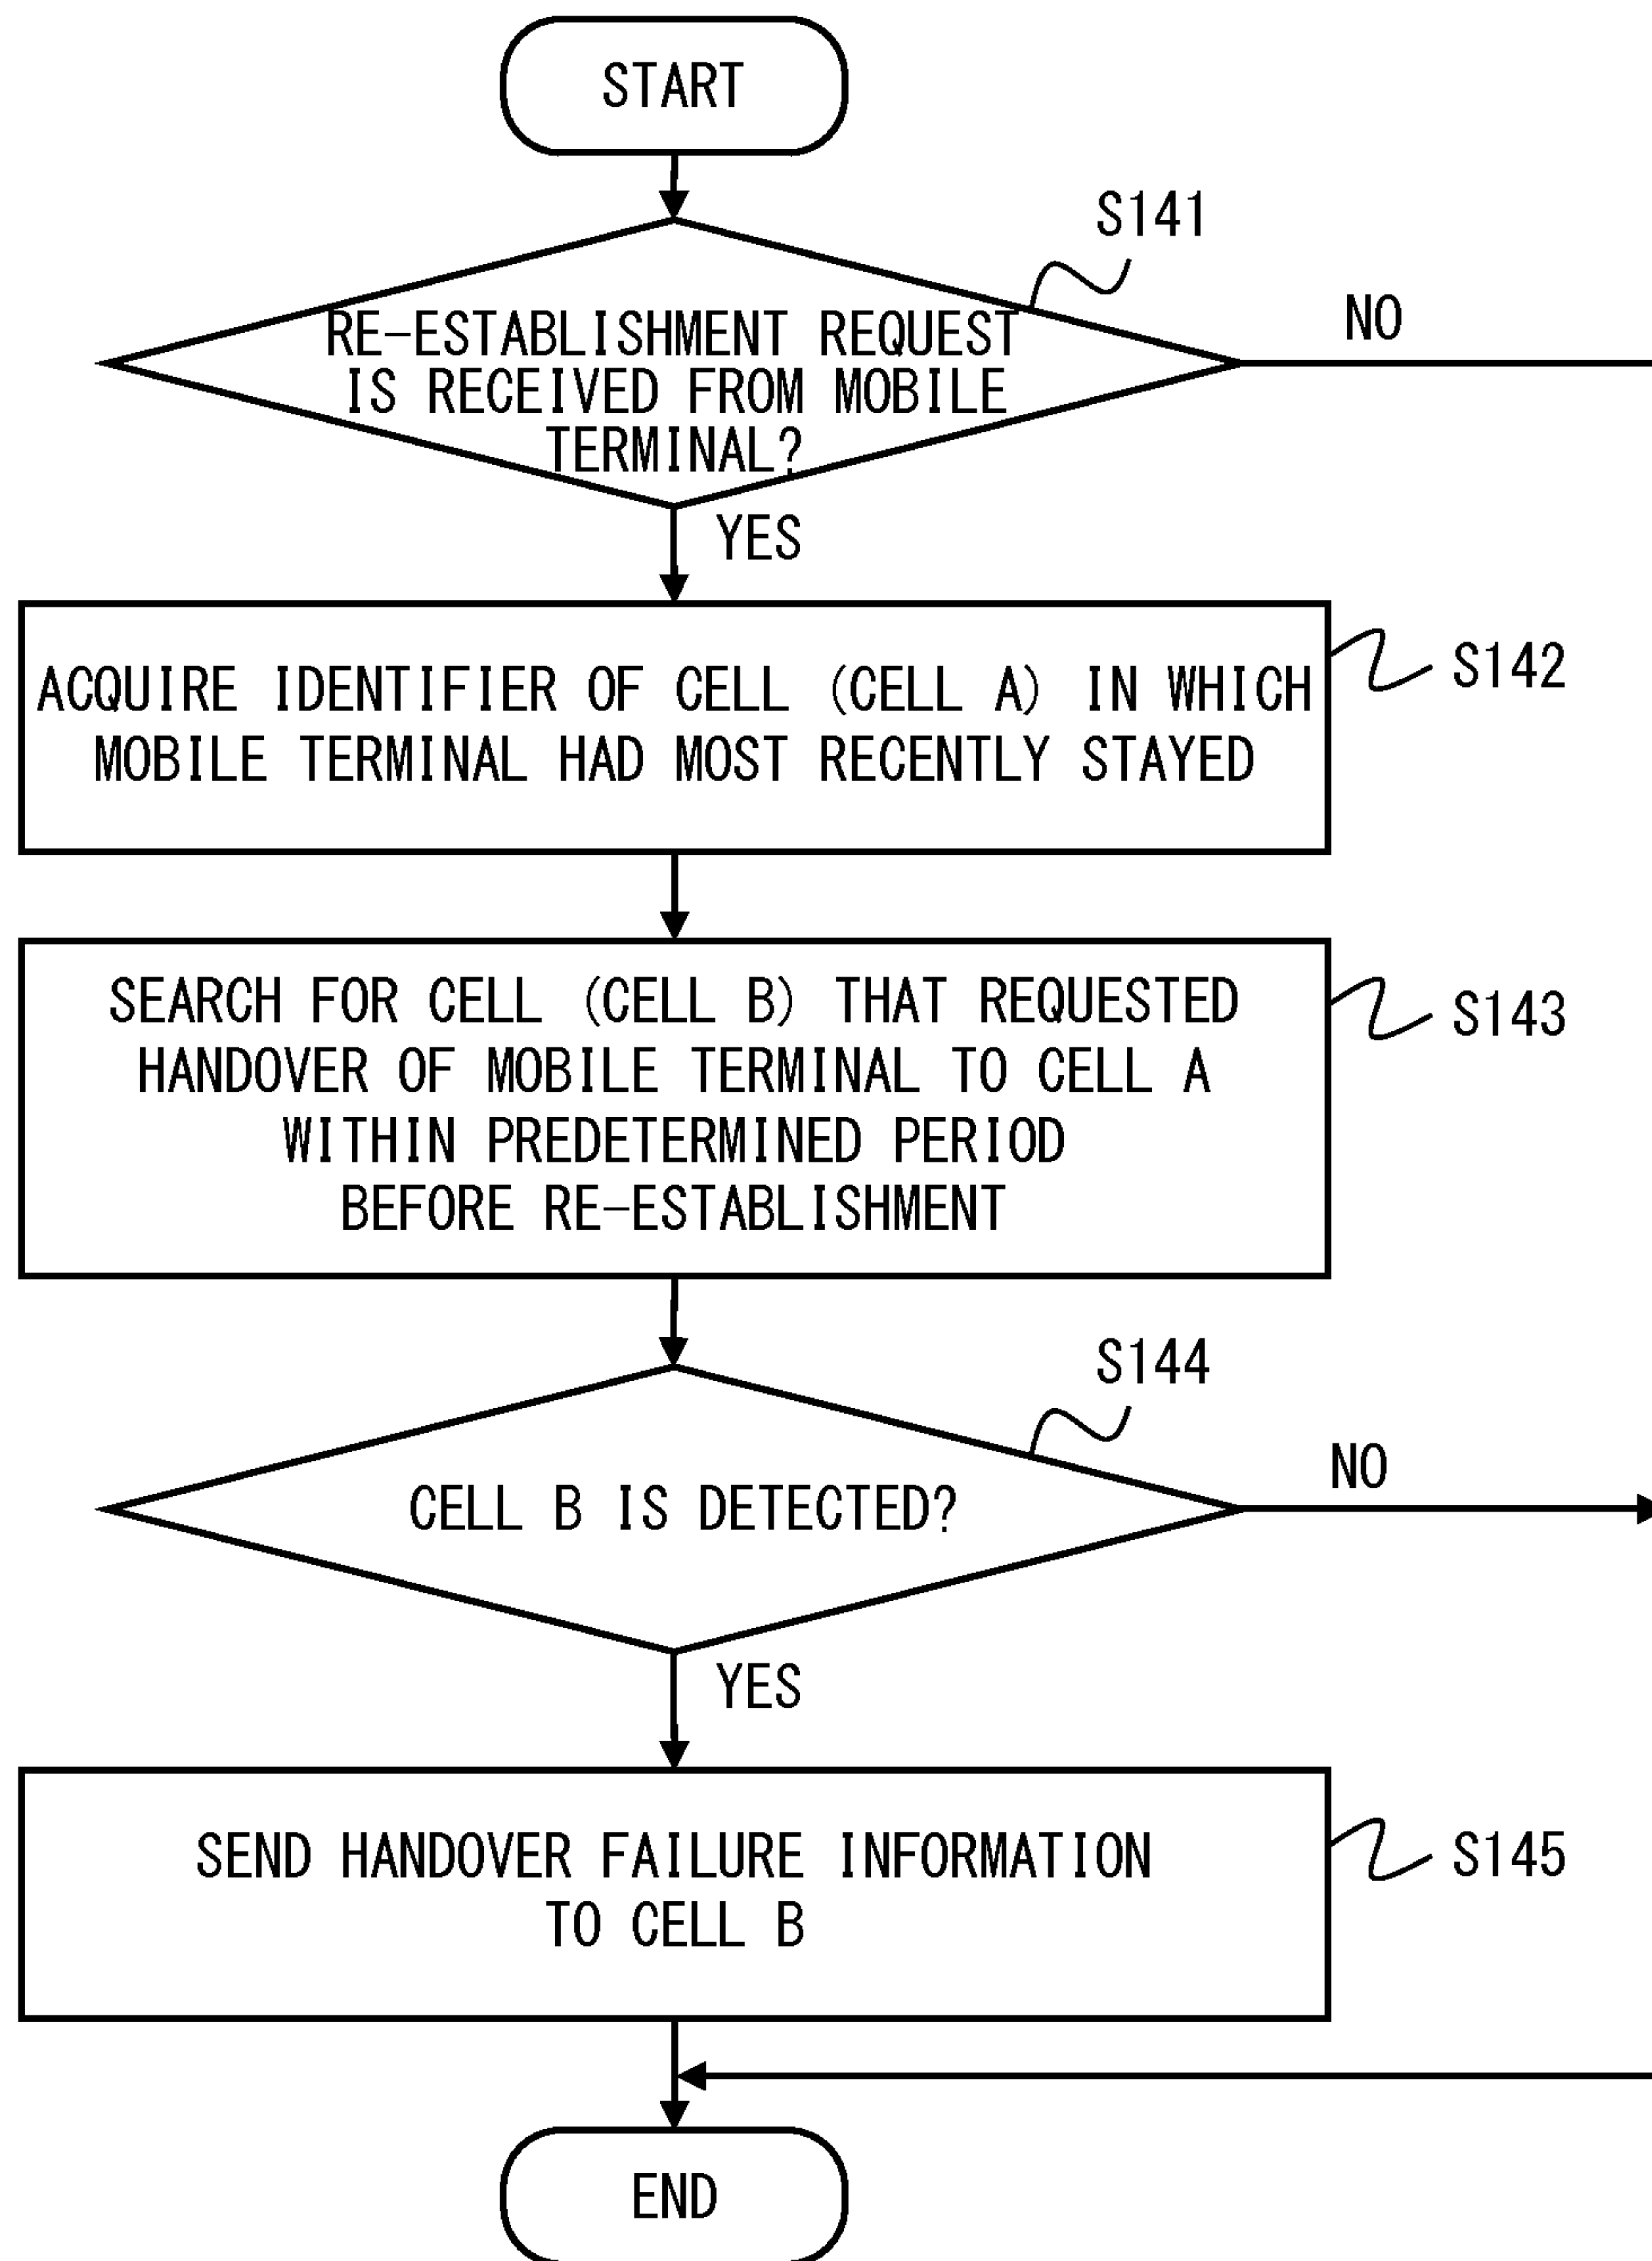 START
S141
RE-ESTABLISHMENT REQUEST
IS RECEIVED FROM MOBILE
TERMINAL?
NO
YES
ACQUIRE IDENTIFIER OF CELL (CELL A) IN WHICH
MOBILE TERMINAL HAD MOST RECENTLY STAYED
S142
SEARCH FOR CELL (CELL B) THAT REQUESTED
HANDOVER OF MOBILE TERMINAL TO CELL A
WITHIN PREDETERMINED PERIOD
BEFORE RE-ESTABLISHMENT
S143
S144
CELL B IS DETECTED?
NO
YES
SEND HANDOVER FAILURE INFORMATION
TO CELL B
S145
END